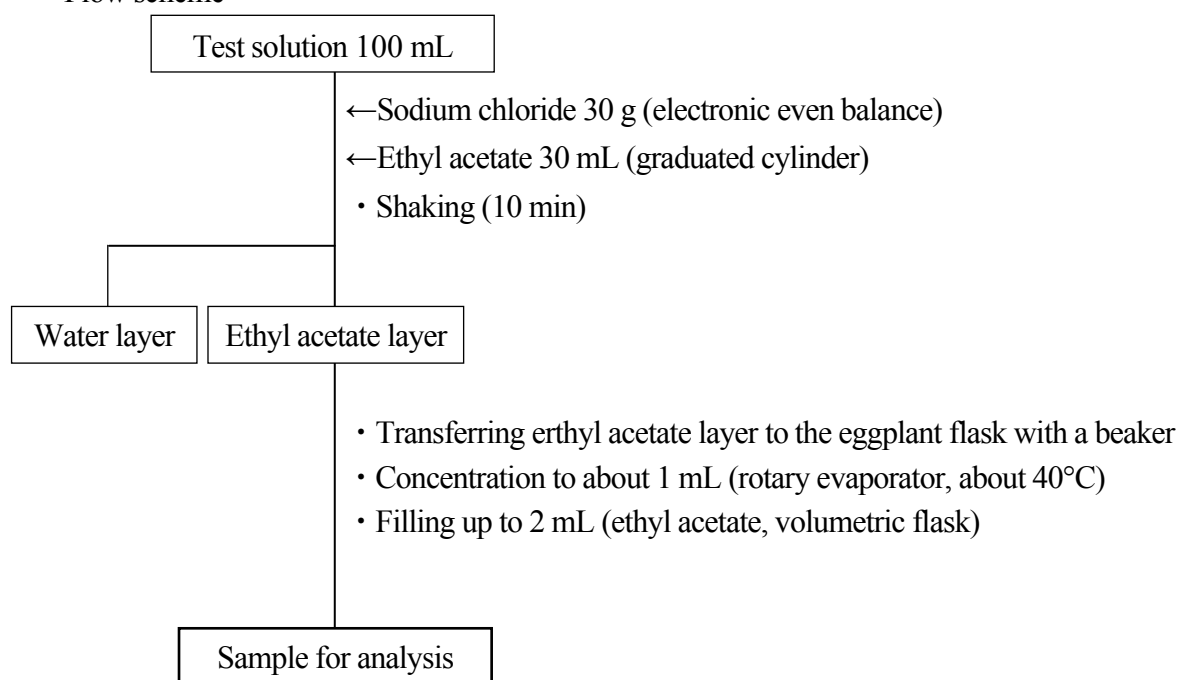 Flow scheme
Test solution 100 mL
←Sodium chloride 30 g (electronic even balance)
←Ethyl acetate 30 mL (graduated cylinder)
・Shaking (10 min)
Water layer
Ethyl acetate layer
・Transferring erthyl acetate layer to the eggplant flask with a beaker
・Concentration to about 1 mL (rotary evaporator, about 40°C)
・Filling up to 2 mL (ethyl acetate, volumetric flask)
Sample for analysis